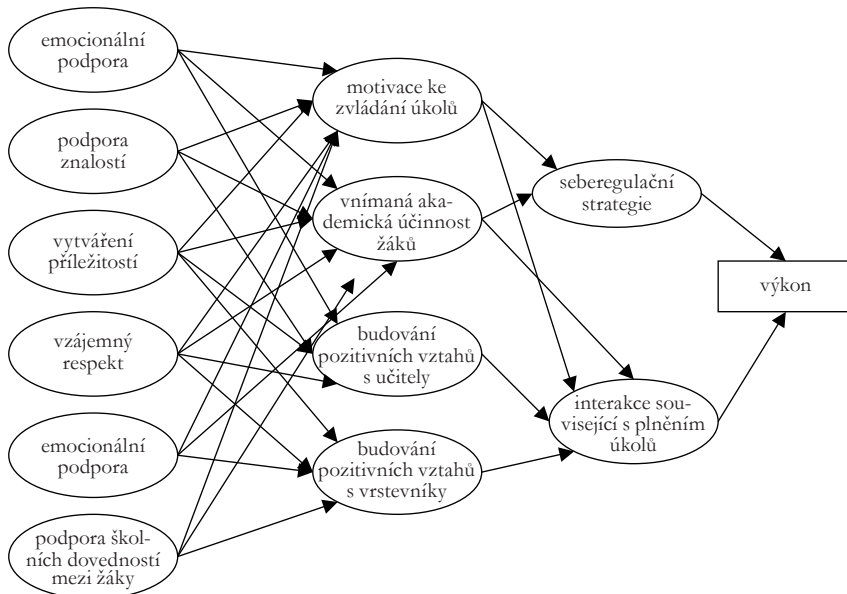 emocionální
podpora
podpora
znalostí
vytváření
příležitostí
vzájemný
respekt
emocionální
podpora
podpora škol-
ních dovedností
mezi žáky
motivace ke
zvládání úkolů
vnímaná aka-
demická účinnost
žáků
budování
pozitivních vztahů
s učitely
budování
pozitivních vztahů
s vrstevníky
seberegulační
strategie
interakce sou-
visející s plněním
úkolů
výkon